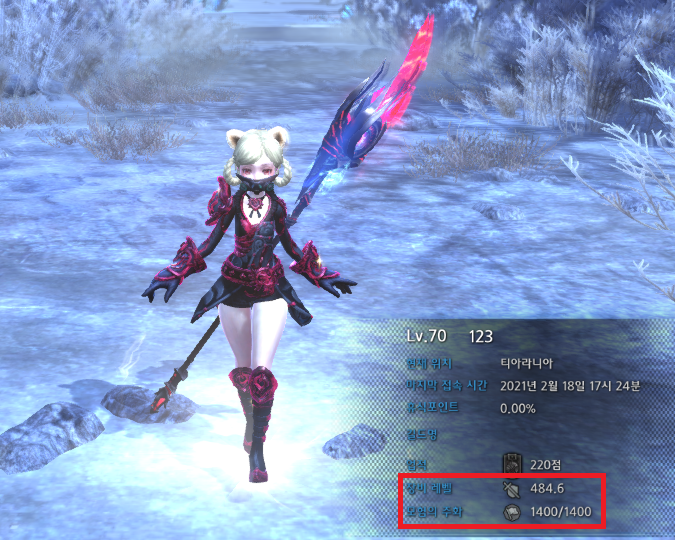 Lv.70 123
현재 위치 티아라니아
마지막 접속 시간 2021년 2월 18일 17시 24분
휴식포인트 0.00%
길드명
업적 220점
장비 레벨 484.6
모험의 주화 1400/1400